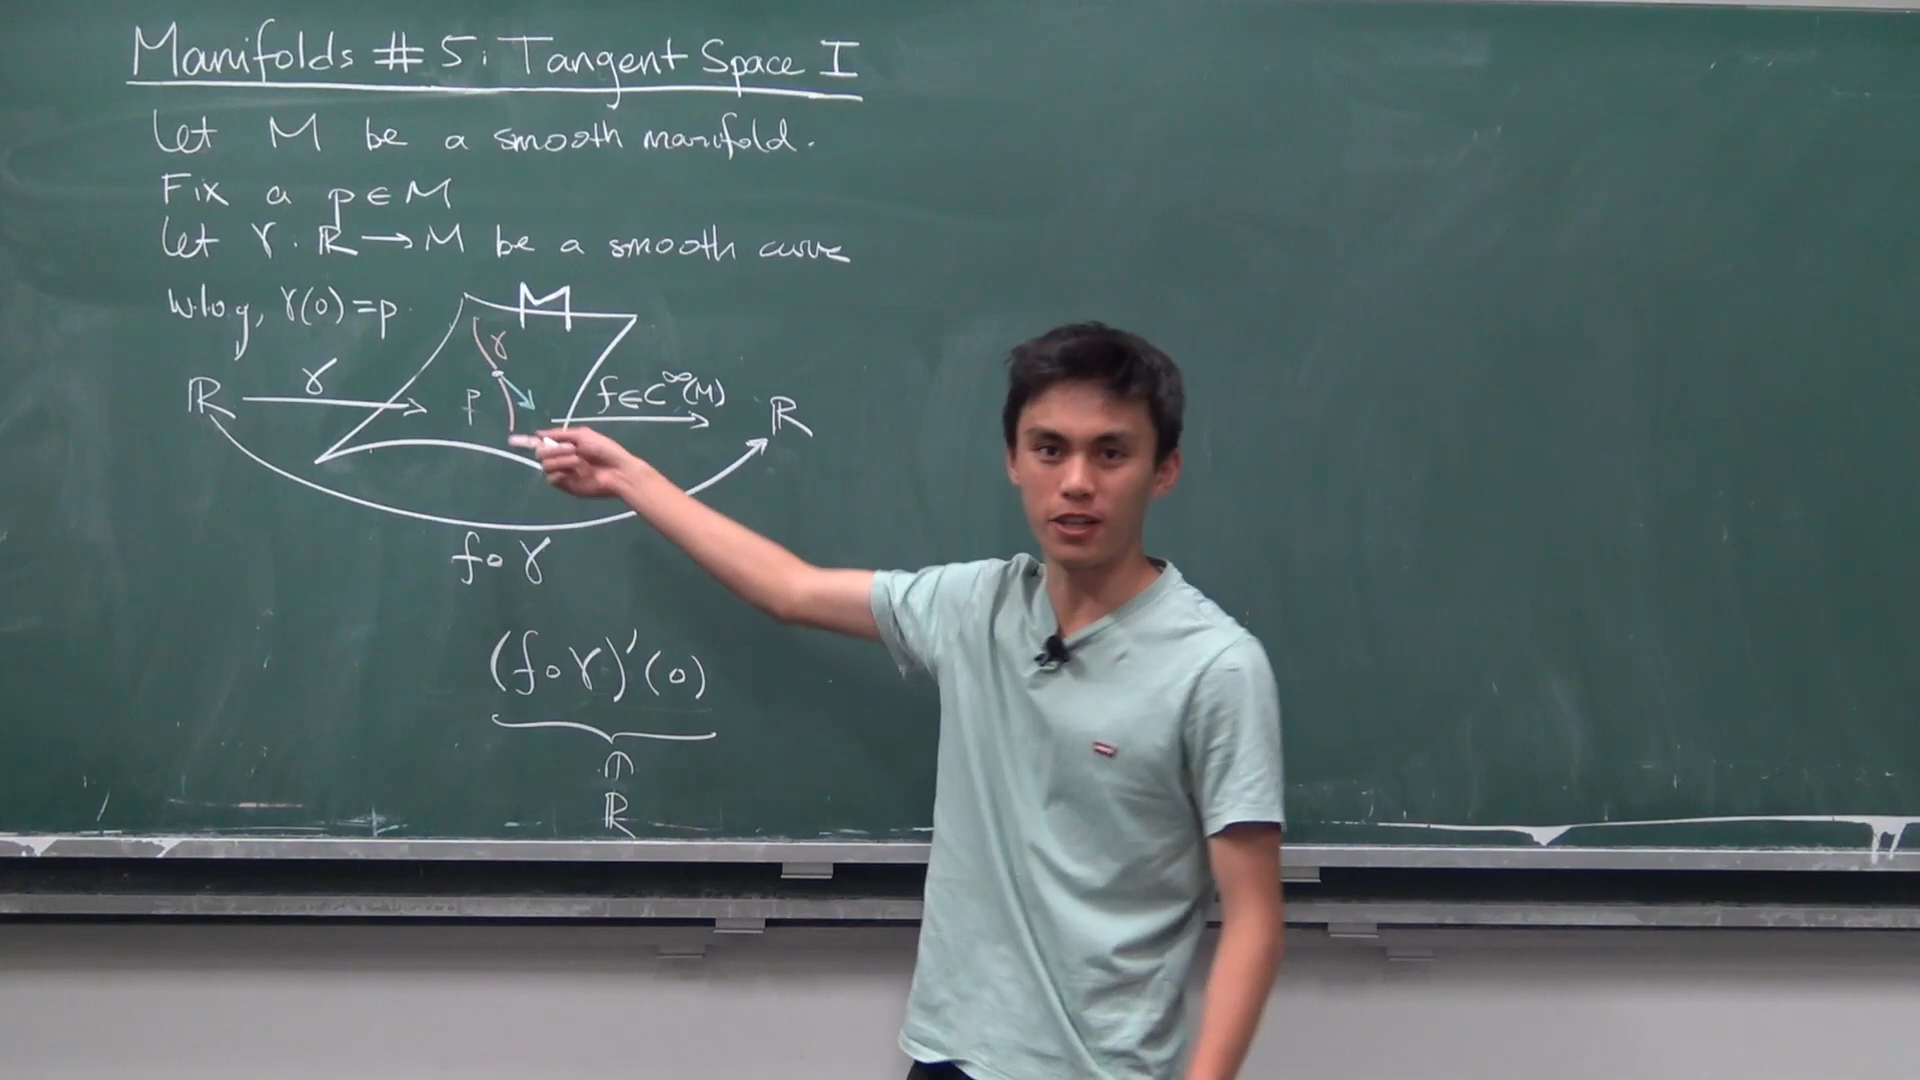 Manifolds #5: Tangent Space I
Let M be a smooth manifold.
Fix a p ∈ M
Let γ: ℝ → M be a smooth curve
w.l.o.g, γ(0)=p.
M
γ
p
ℝ γ f∈C^∞(M) ℝ
f∘γ
(f∘γ)'(0)
∩
ℝ